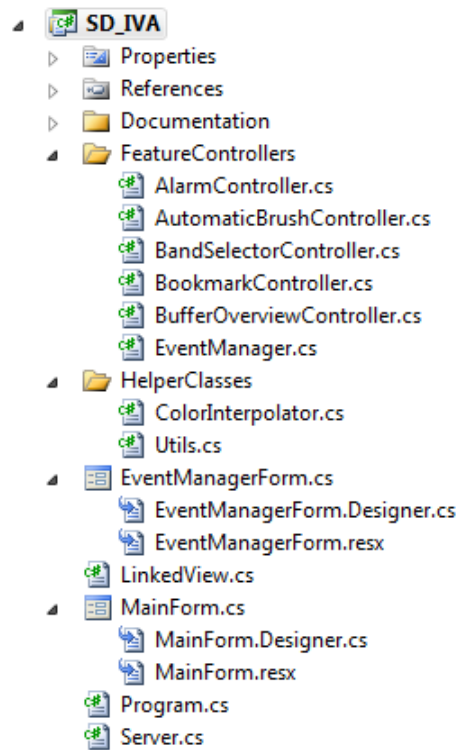 SD_IVA
Properties
References
Documentation
FeatureControllers
AlarmController.cs
AutomaticBrushController.cs
BandSelectorController.cs
BookmarkController.cs
BufferOverviewController.cs
EventManager.cs
HelperClasses
ColorInterpolator.cs
Utils.cs
EventManagerForm.cs
EventManagerForm.Designer.cs
EventManagerForm.resx
LinkedView.cs
MainForm.cs
MainForm.Designer.cs
MainForm.resx
Program.cs
Server.cs